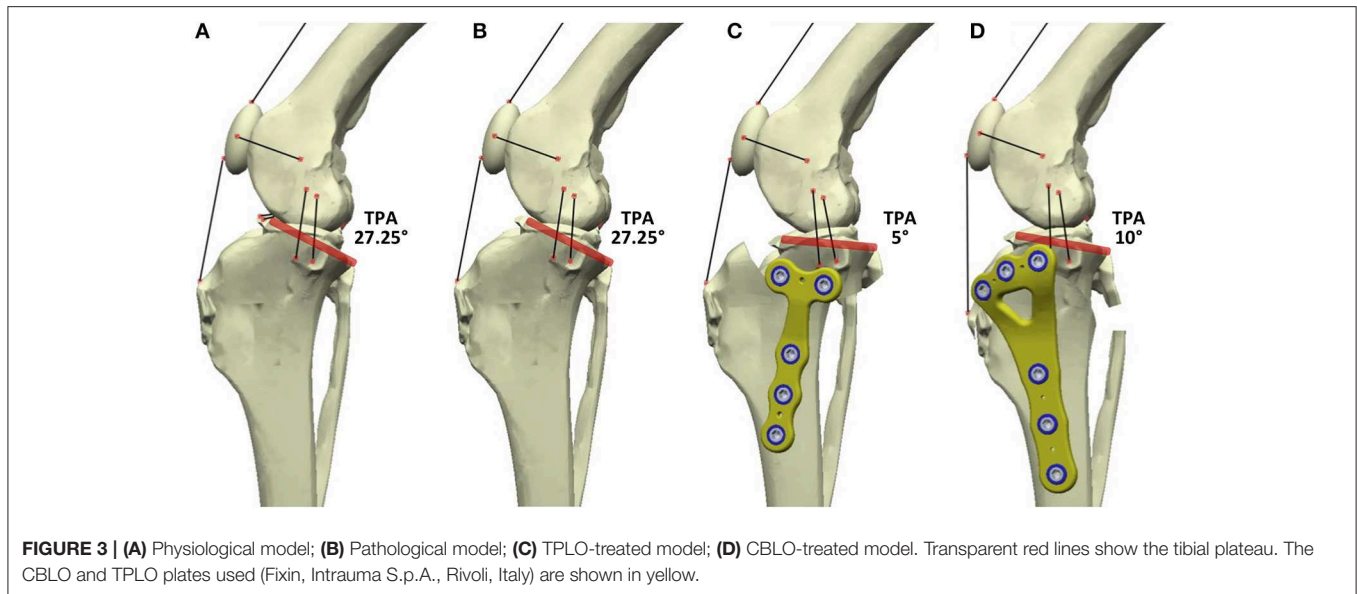 A
B
C
D
TPA
27.25°
TPA
27.25°
TPA
5°
TPA
10°
FIGURE 3 | (A) Physiological model; (B) Pathological model; (C) TPLO-treated model; (D) CBLO-treated model. Transparent red lines show the tibial plateau. The
CBLO and TPLO plates used (Fixin, Intrauma S.p.A., Rivoli, Italy) are shown in yellow.